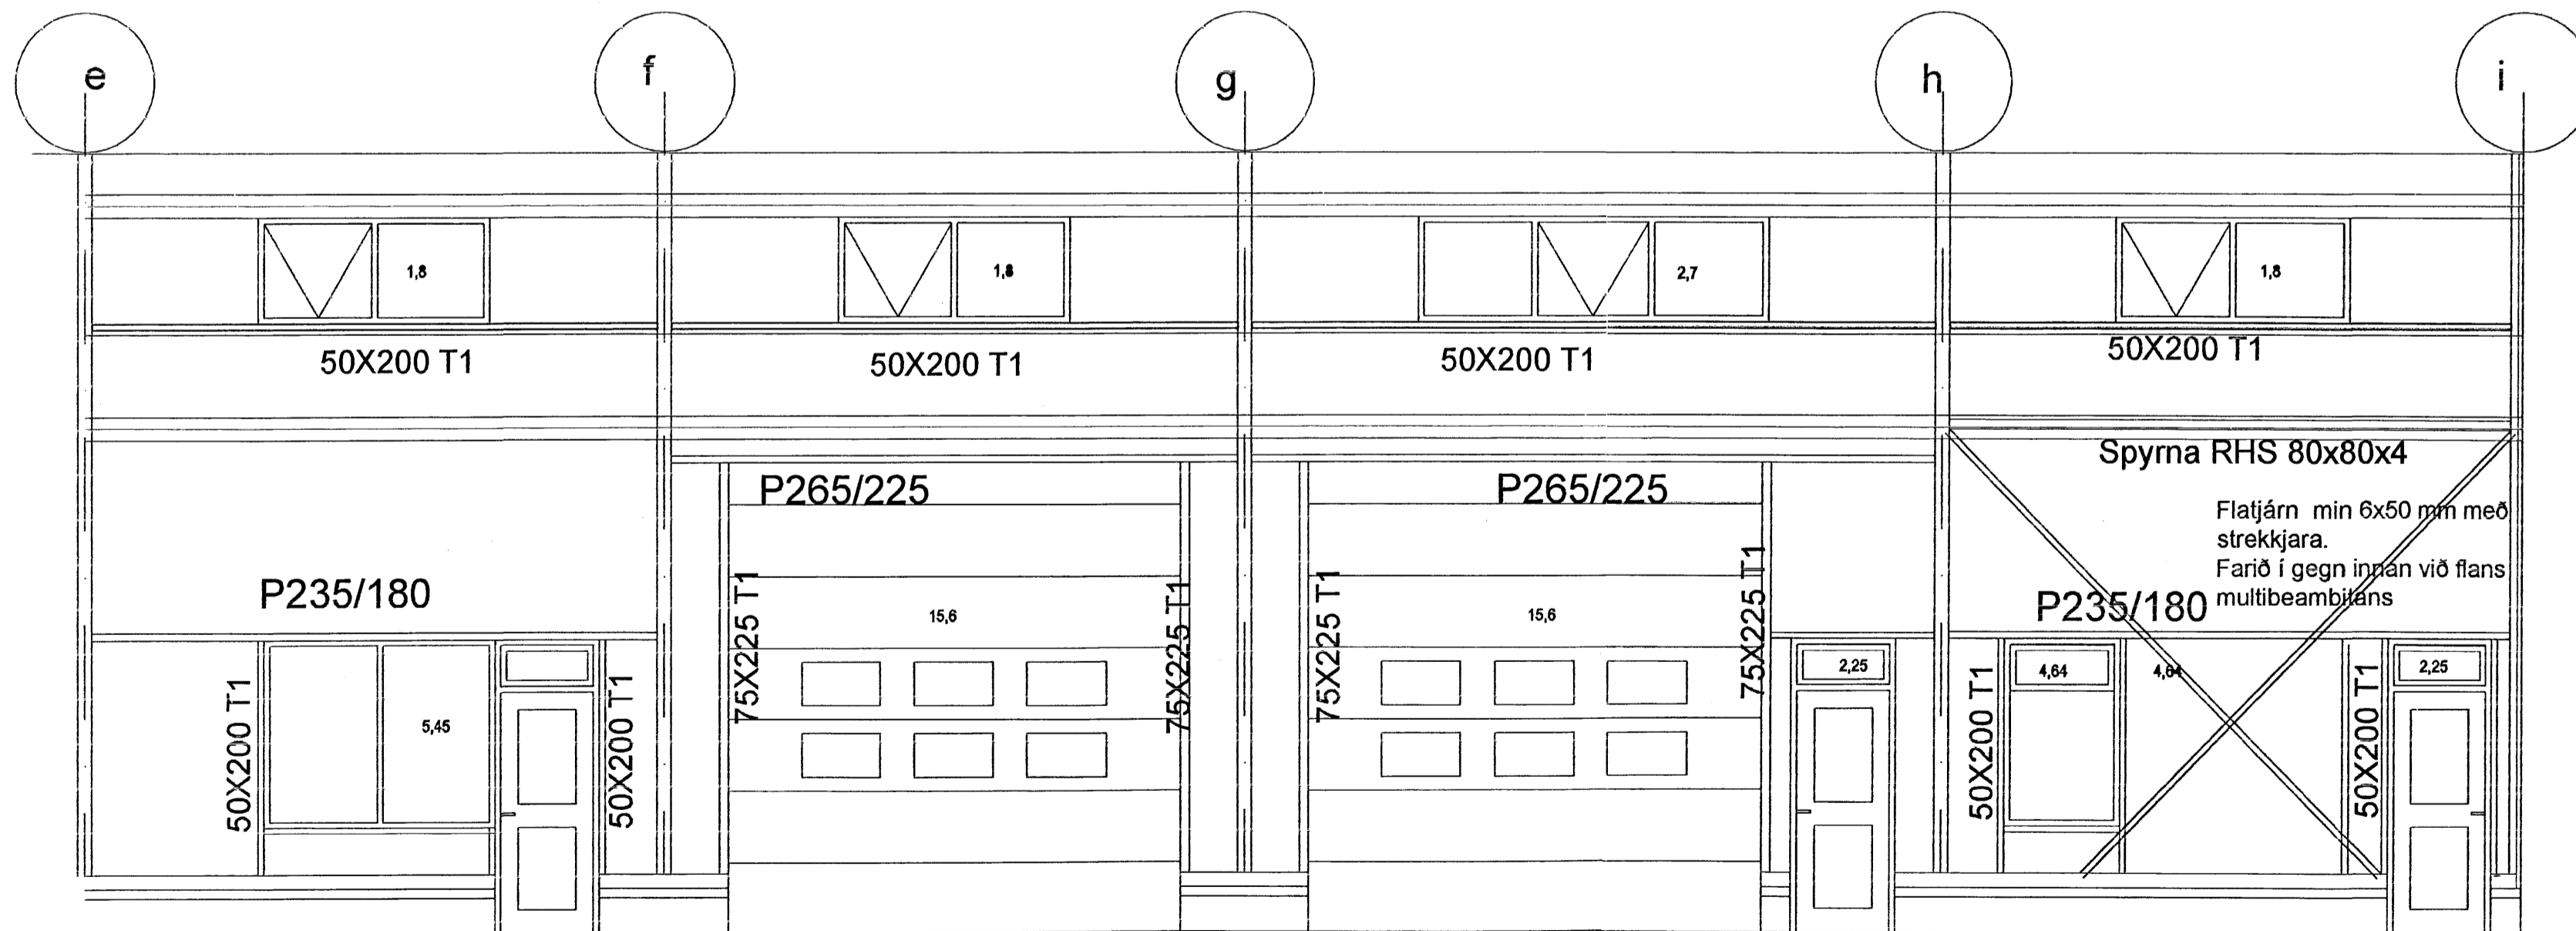 e
f
g
h
i
1,8
1,8
2,7
1,8
50X200 T1
50X200 T1
50X200 T1
50X200 T1
Spyrna RHS 80x80x4
P265/225
P265/225
Flatjárn min 6x50 mm með
strekkjara.
Farið í gegn innan við flans
multibeambitans
P235/180
P235/180
75X225 T1
75X225 T1
75X225 T1
75X225 T1
15,6
15,6
50X200 T1
50X200 T1
50X200 T1
50X200 T1
5,45
2,25
4,64
4,64
2,25